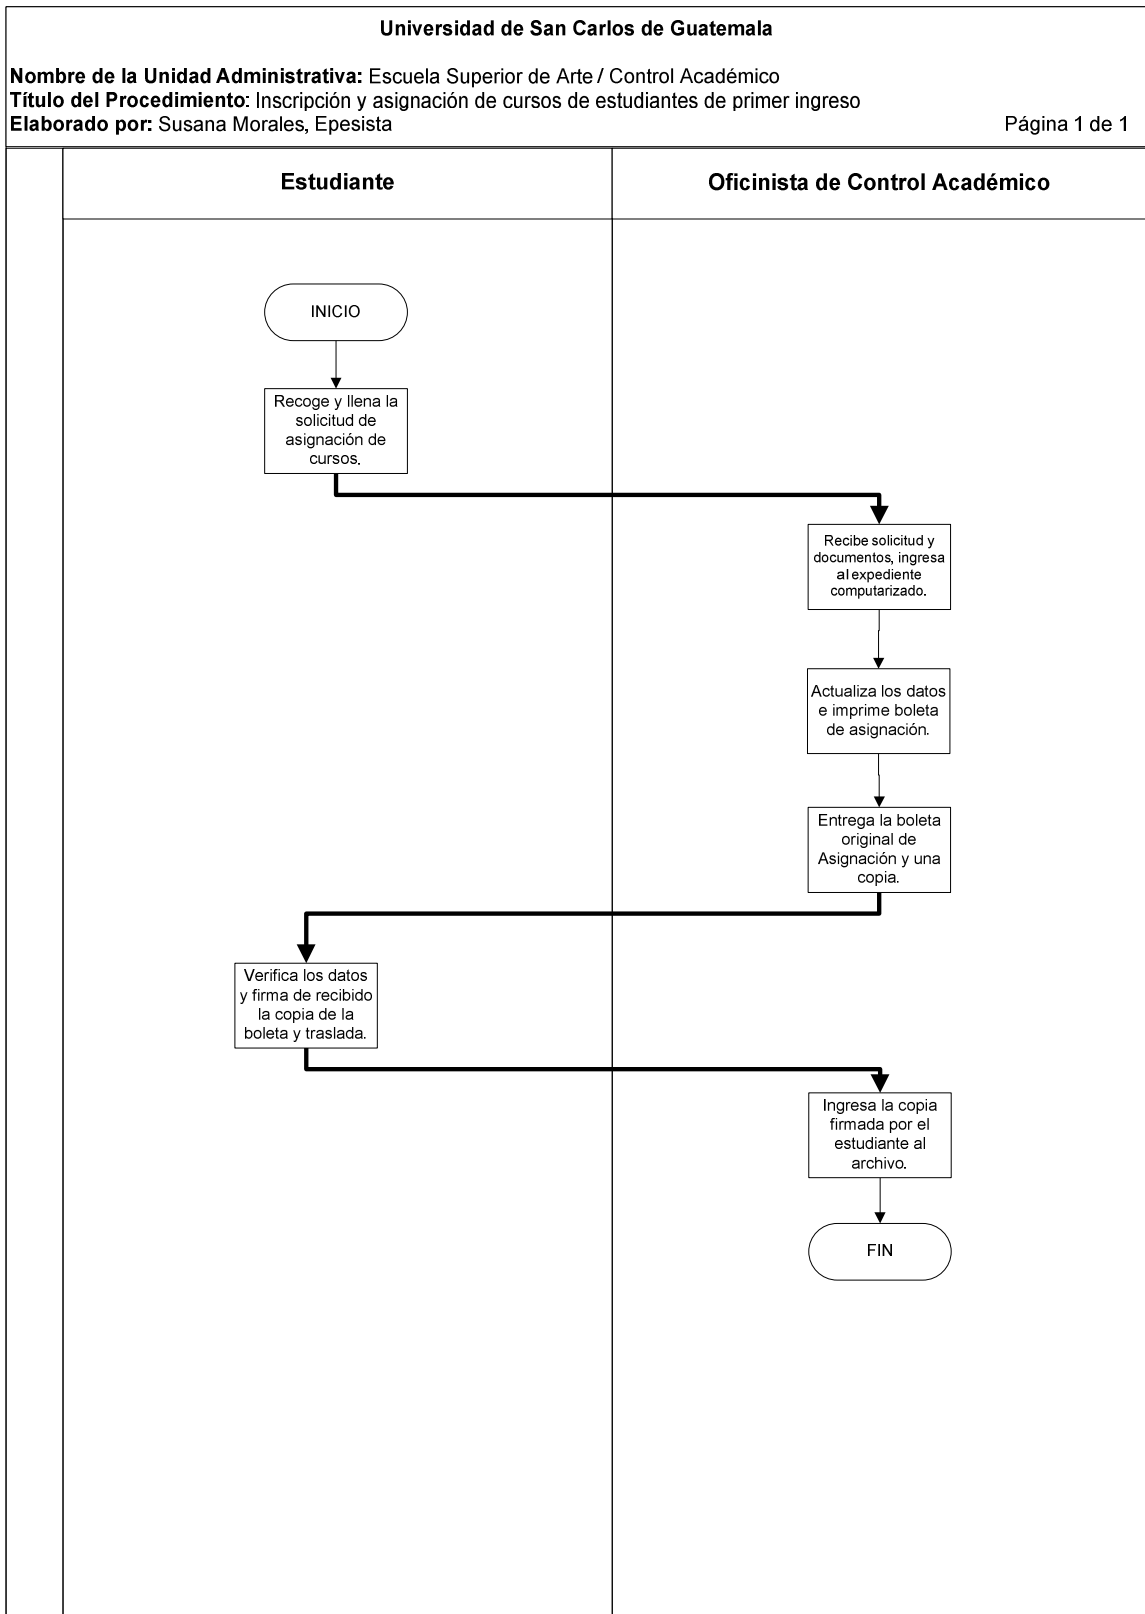 Universidad de San Carlos de Guatemala
Nombre de la Unidad Administrativa: Escuela Superior de Arte / Control Académico
Título del Procedimiento: Inscripción y asignación de cursos de estudiantes de primer ingreso
Elaborado por: Susana Morales, Epesista
Página 1 de 1
Estudiante
Oficinista de Control Académico
INICIO
Recoge y llena la
solicitud de
asignación de
cursos.
Recibe solicitud y
documentos, ingresa
al expediente
computarizado.
Actualiza los datos
e imprime boleta
de asignación.
Entrega la boleta
original de
Asignación y una
copia.
Verifica los datos
y firma de recibido
la copia de la
boleta y traslada.
Ingresa la copia
firmada por el
estudiante al
archivo.
FIN